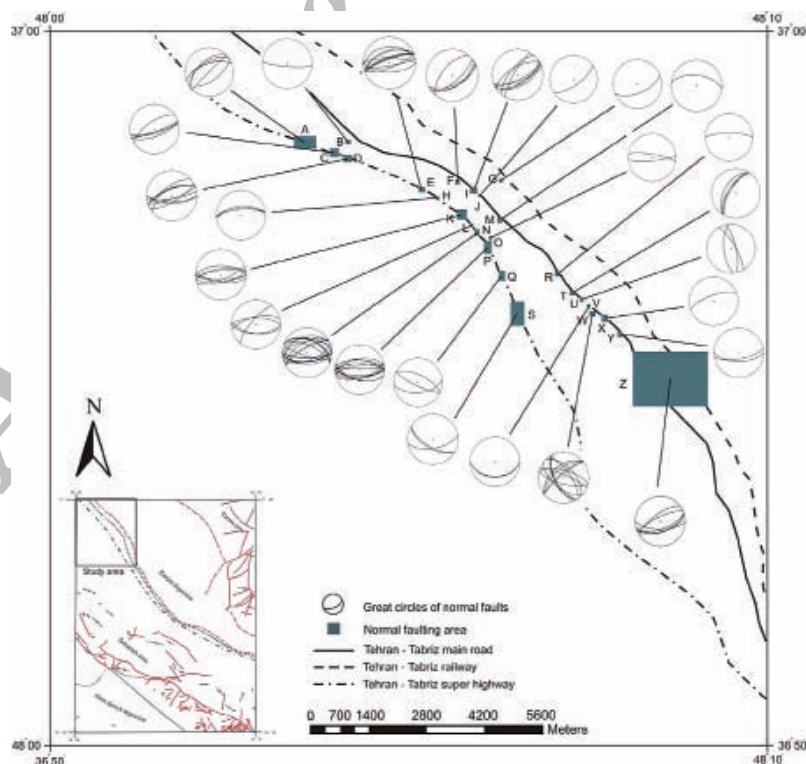 48 00
48 10
37 00
37 00
A
B
C
D
E
F
G
H
I
J
K
L
M
N
O
P
Q
R
S
T
U
V
W
X
Y
Z
N
Study area
Great circles of normal faults
Normal faulting area
Tehran - Tabriz main road
Tehran - Tabriz railway
Tehran - Tabriz super highway
0 700 1400 2800 4200 5600
Meters
48 00
36 50
36 50
48 10